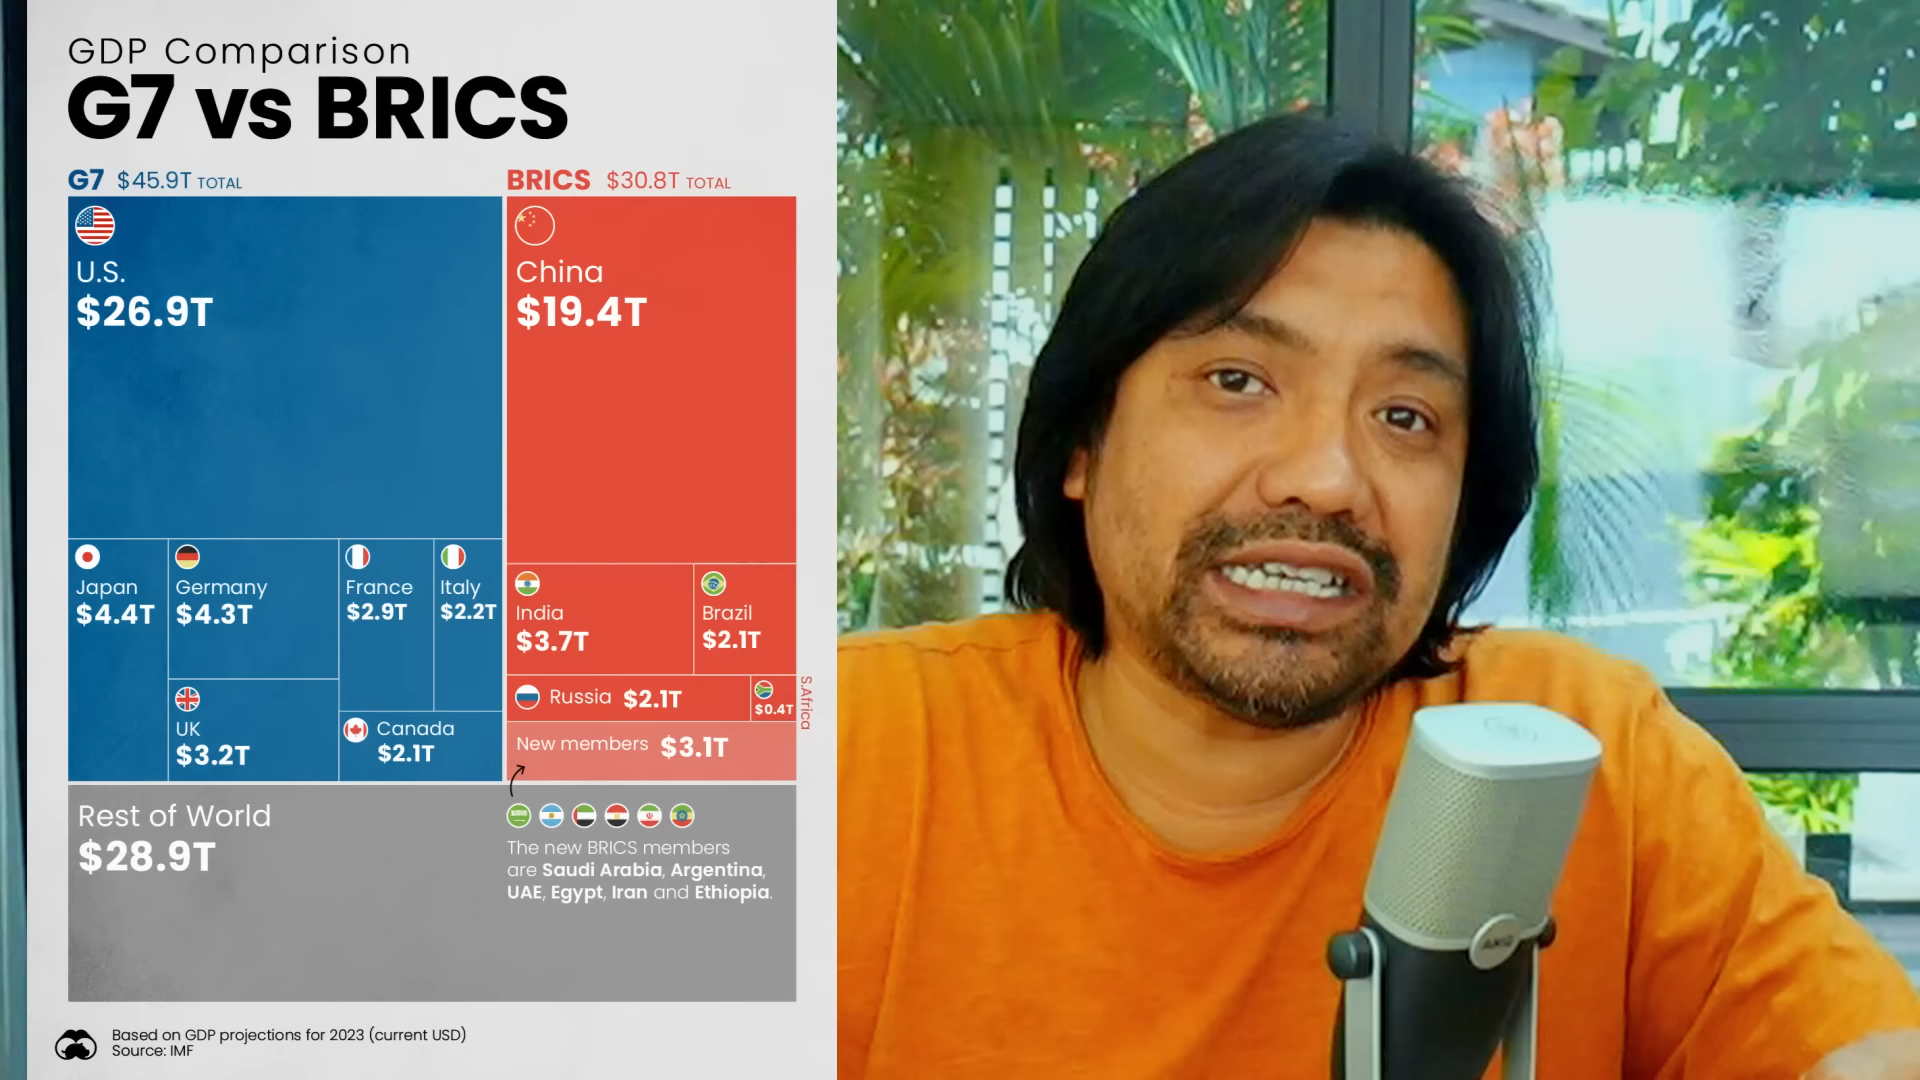 GDP Comparison
G7 vs BRICS
G7 $45.9T TOTAL
BRICS $30.8T TOTAL
U.S.
$26.9T
China
$19.4T
Japan
$4.4T
Germany
$4.3T
France
$2.9T
Italy
$2.2T
UK
$3.2T
Canada
$2.1T
India
$3.7T
Brazil
$2.1T
Russia $2.1T
$0.4T
S.Africa
New members $3.1T
Rest of World
$28.9T
The new BRICS members
are Saudi Arabia, Argentina,
UAE, Egypt, Iran and Ethiopia.
Based on GDP projections for 2023 (current USD)
Source: IMF
AKG